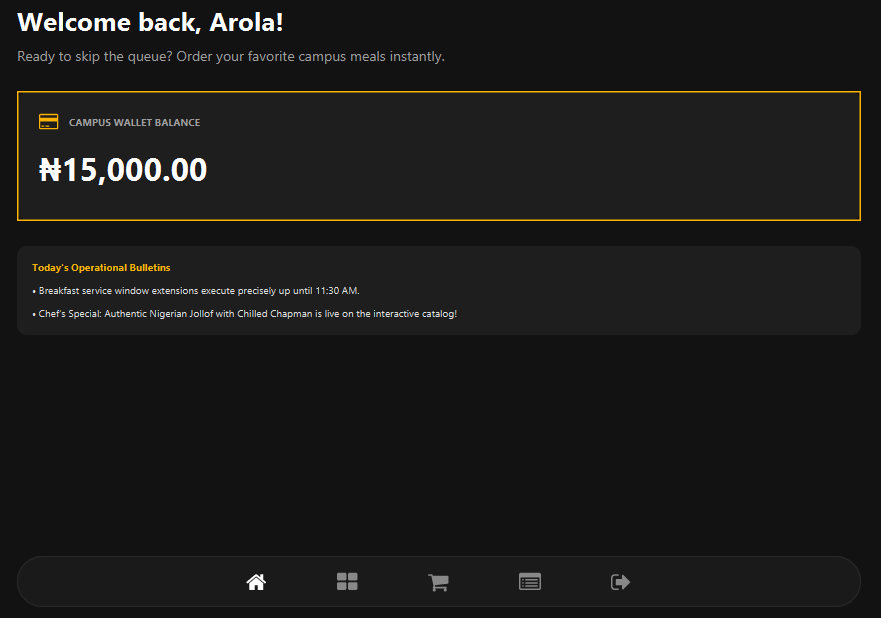 Welcome back, Arola!
Ready to skip the queue? Order your favorite campus meals instantly.
CAMPUS WALLET BALANCE
₦15,000.00
Today's Operational Bulletins
• Breakfast service window extensions execute precisely up until 11:30 AM.
• Chef's Special: Authentic Nigerian Jollof with Chilled Chapman is live on the interactive catalog!